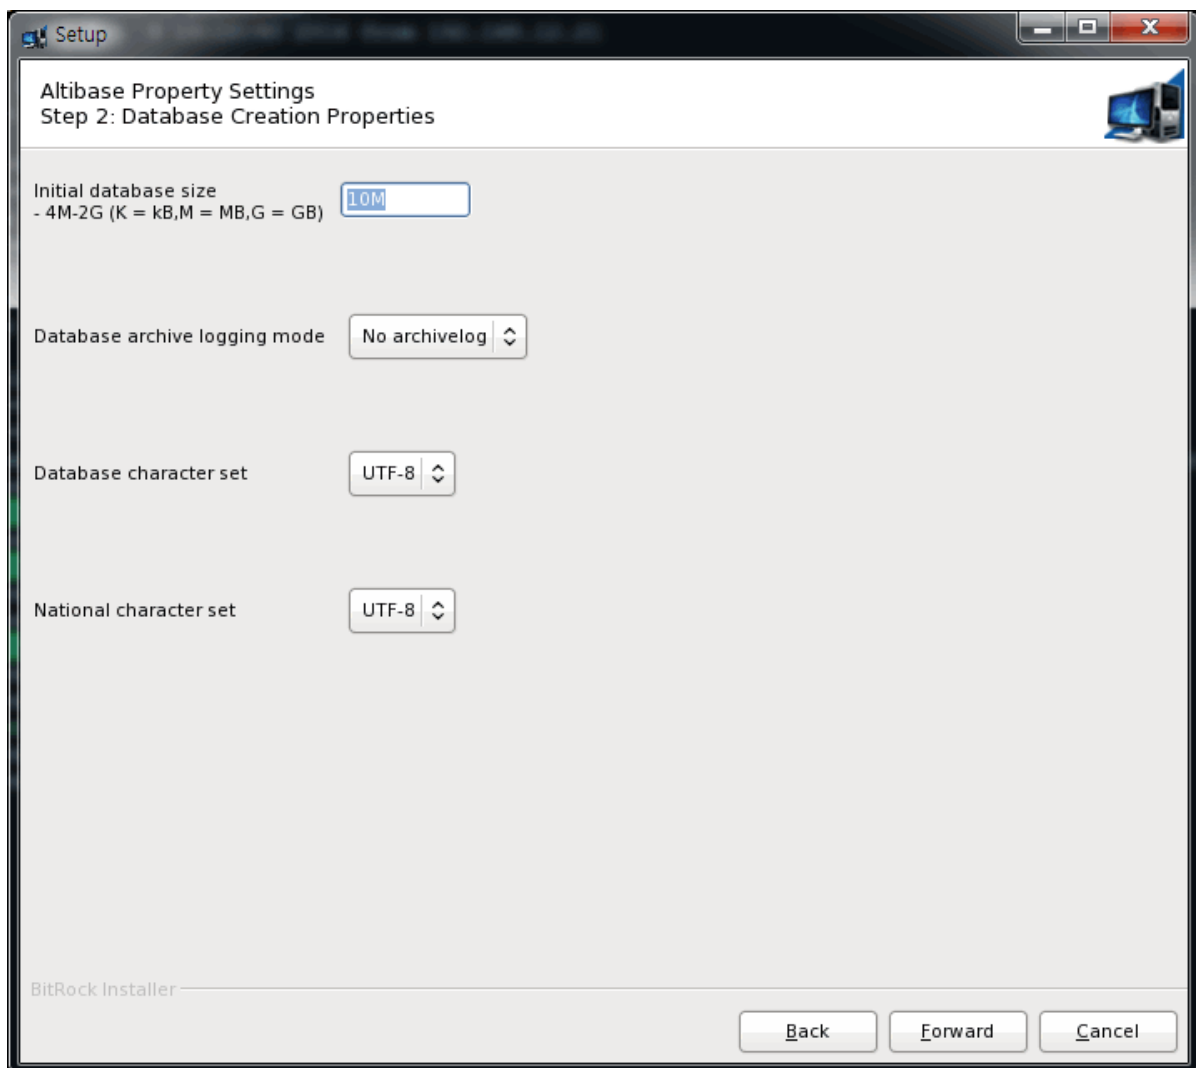 Setup
Altibase Property Settings
Step 2: Database Creation Properties
Initial database size
- 4M-2G (K = kB,M = MB,G = GB)
10M
Database archive logging mode
No archivelog
Database character set
UTF-8
National character set
UTF-8
BitRock Installer
Back
Forward
Cancel